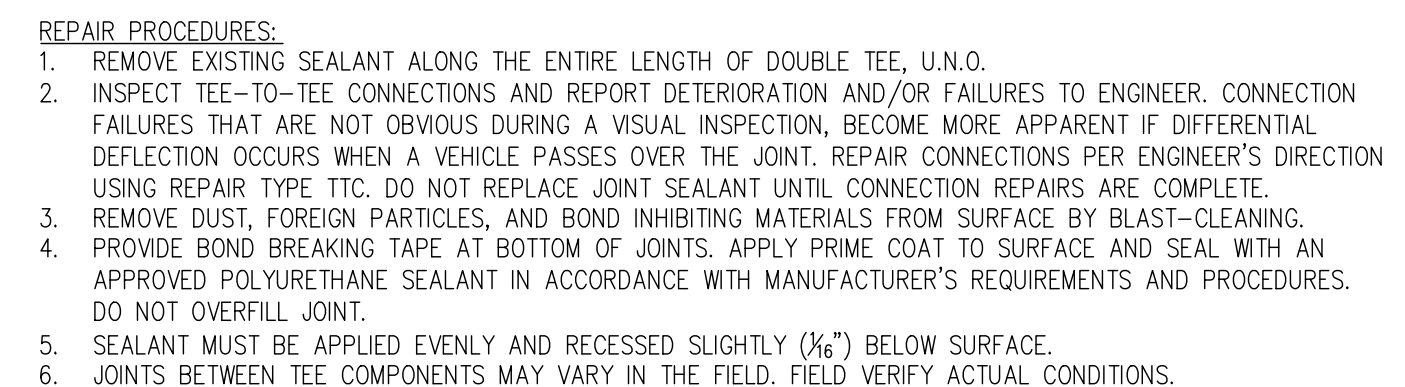 REPAIR PROCEDURES:
1. REMOVE EXISTING SEALANT ALONG THE ENTIRE LENGTH OF DOUBLE TEE, U.N.O.
2. INSPECT TEE-TO-TEE CONNECTIONS AND REPORT DETERIORATION AND/OR FAILURES TO ENGINEER. CONNECTION
FAILURES THAT ARE NOT OBVIOUS DURING A VISUAL INSPECTION, BECOME MORE APPARENT IF DIFFERENTIAL
DEFLECTION OCCURS WHEN A VEHICLE PASSES OVER THE JOINT. REPAIR CONNECTIONS PER ENGINEER'S DIRECTION
USING REPAIR TYPE TTC. DO NOT REPLACE JOINT SEALANT UNTIL CONNECTION REPAIRS ARE COMPLETE.
3. REMOVE DUST, FOREIGN PARTICLES, AND BOND INHIBITING MATERIALS FROM SURFACE BY BLAST-CLEANING.
4. PROVIDE BOND BREAKING TAPE AT BOTTOM OF JOINTS. APPLY PRIME COAT TO SURFACE AND SEAL WITH AN
APPROVED POLYURETHANE SEALANT IN ACCORDANCE WITH MANUFACTURER'S REQUIREMENTS AND PROCEDURES.
DO NOT OVERFILL JOINT.
5. SEALANT MUST BE APPLIED EVENLY AND RECESSED SLIGHTLY (1/16") BELOW SURFACE.
6. JOINTS BETWEEN TEE COMPONENTS MAY VARY IN THE FIELD. FIELD VERIFY ACTUAL CONDITIONS.